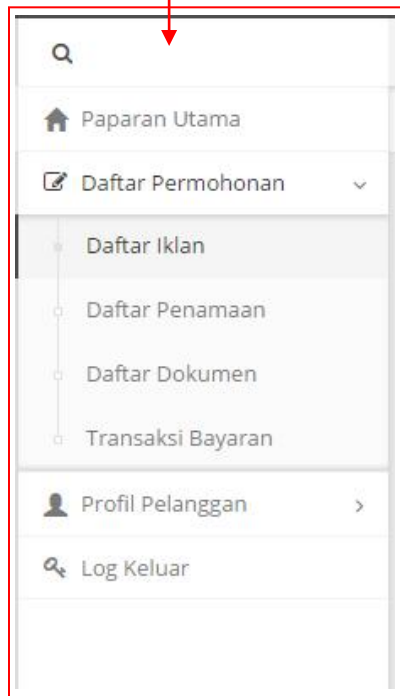 Paparan Utama
Daftar Permohonan
Daftar Iklan
Daftar Penamaan
Daftar Dokumen
Transaksi Bayaran
Profil Pelanggan
Log Keluar